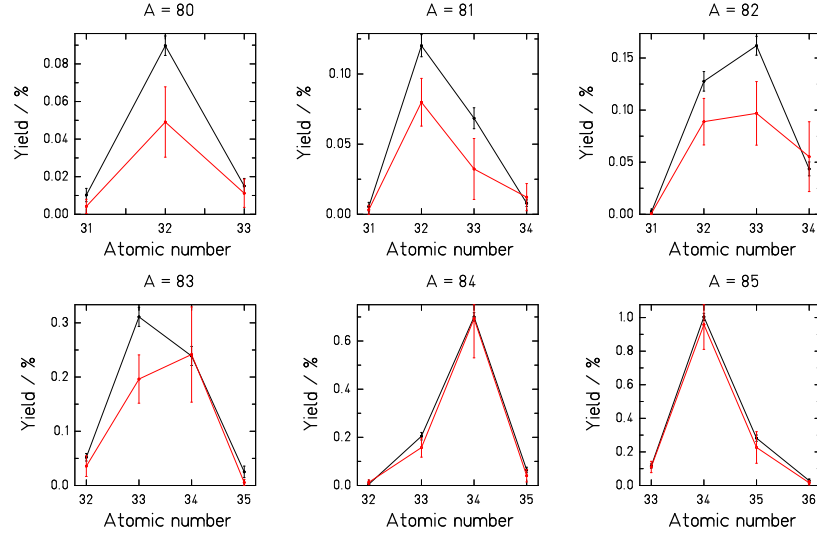 A = 80
A = 81
A = 82
Yield / %
0.08
0.06
0.04
0.02
0.00
31
32
33
Atomic number
Yield / %
0.10
0.05
0.00
31
32
33
34
Atomic number
Yield / %
0.15
0.10
0.05
0.00
31
32
33
34
Atomic number
A = 83
A = 84
A = 85
Yield / %
0.3
0.2
0.1
0.0
32
33
34
35
Atomic number
Yield / %
0.6
0.4
0.2
0.0
32
33
34
35
Atomic number
Yield / %
1.0
0.8
0.6
0.4
0.2
0.0
33
34
35
36
Atomic number